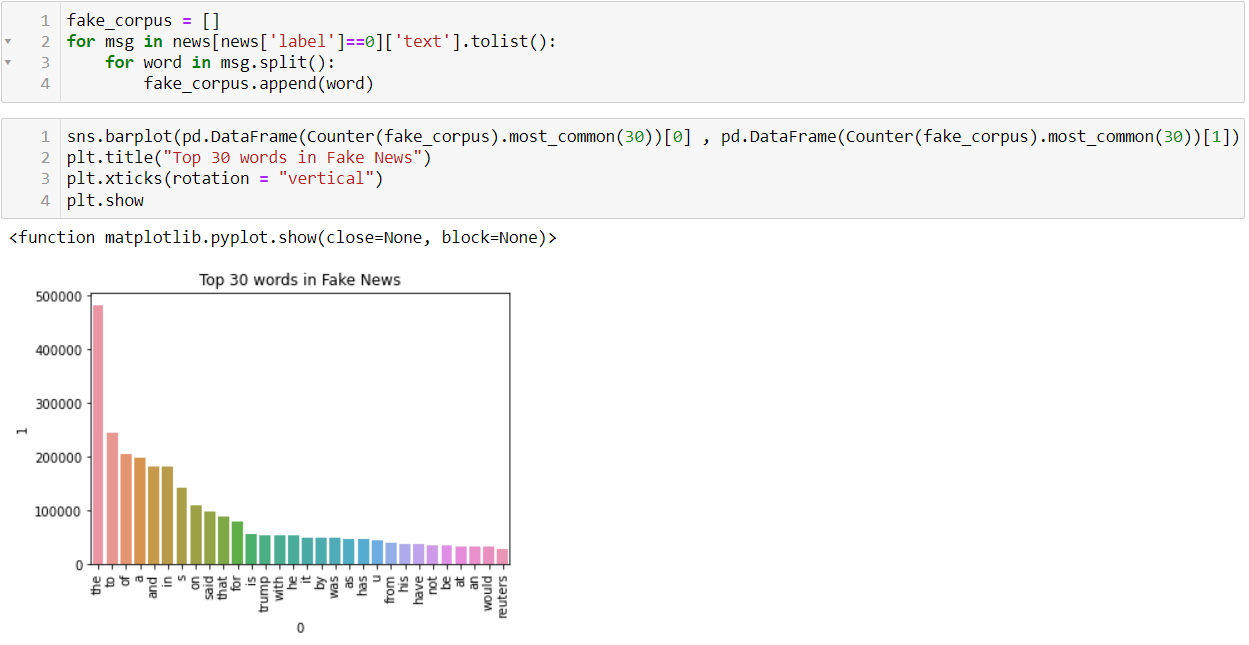 1 fake_corpus = []
2 for msg in news[news['label']==0]['text'].tolist():
3     for word in msg.split():
4         fake_corpus.append(word)
1 sns.barplot(pd.DataFrame(Counter(fake_corpus).most_common(30))[0] , pd.DataFrame(Counter(fake_corpus).most_common(30))[1])
2 plt.title("Top 30 words in Fake News")
3 plt.xticks(rotation = "vertical")
4 plt.show
<function matplotlib.pyplot.show(close=None, block=None)>
Top 30 words in Fake News
500000
400000
300000
200000
100000
0
1
the to of a and in s on said that for is trump with he it by was as has u from his have not be at an would reuters
0